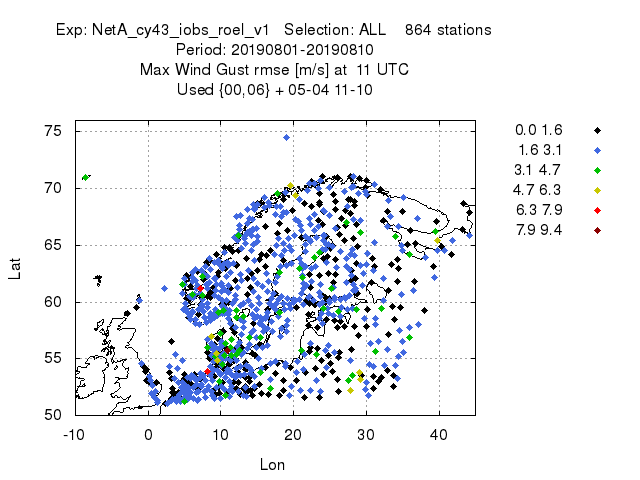 Exp: NetA_cy43_iobs_roel_v1   Selection: ALL    864 stations
Period: 20190801-20190810
Max Wind Gust rmse [m/s] at  11 UTC
Used {00,06} + 05-04 11-10
75
70
65
60
55
50
-10 0 10 20 30 40
Lat
Lon
0.0 1.6
1.6 3.1
3.1 4.7
4.7 6.3
6.3 7.9
7.9 9.4